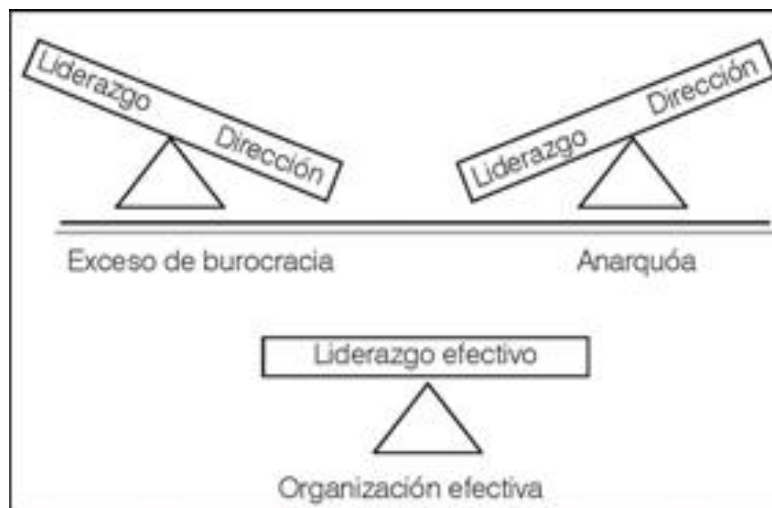 Liderazgo Dirección
Liderazgo Dirección
Exceso de burocracia
Anarquóa
Liderazgo efectivo
Organización efectiva